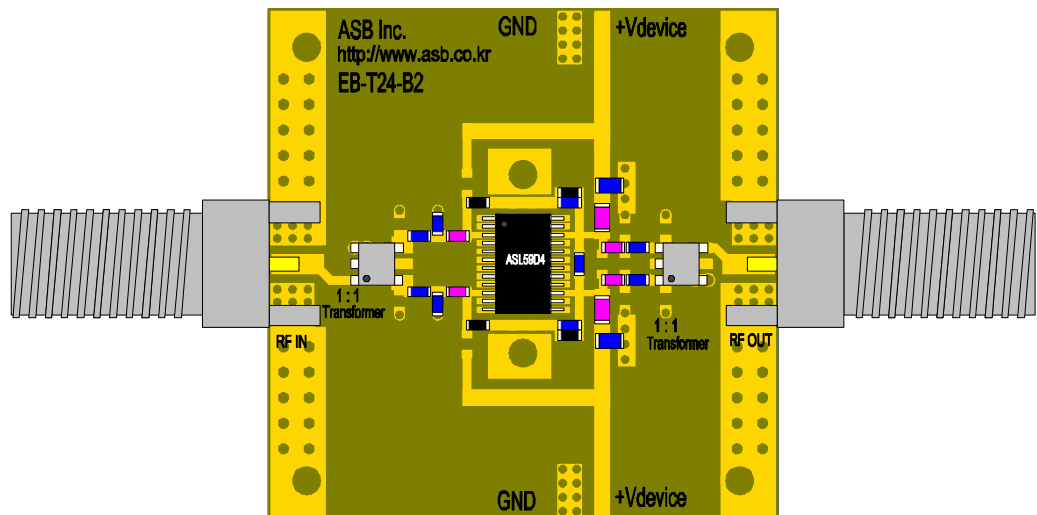 ASB Inc.
http://www.asb.co.kr
EB-T24-B2
GND
+Vdevice
ASL59D4
1 : 1
Transformer
1 : 1
Transformer
RF IN
RF OUT
GND
+Vdevice